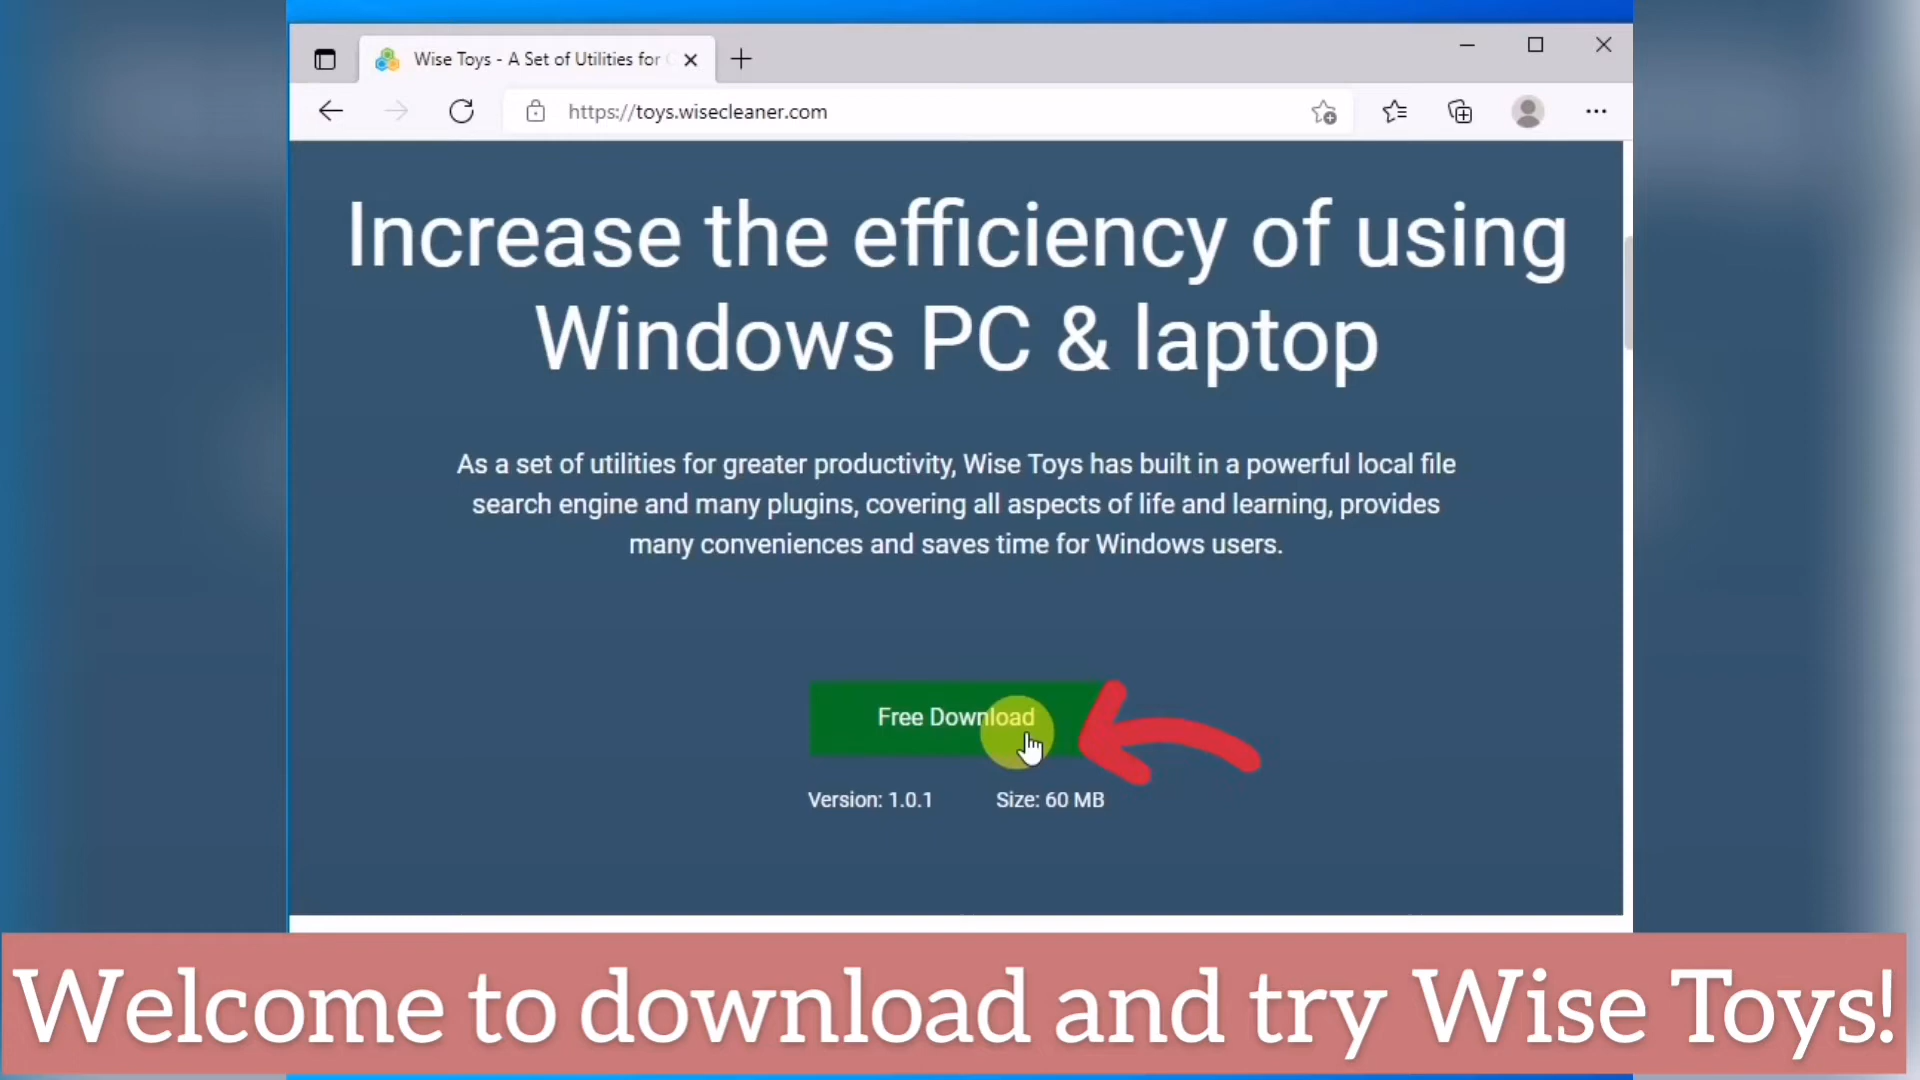 Wise Toys - A Set of Utilities for
https://toys.wisecleaner.com
Increase the efficiency of using
Windows PC & laptop
As a set of utilities for greater productivity, Wise Toys has built in a powerful local file
search engine and many plugins, covering all aspects of life and learning, provides
many conveniences and saves time for Windows users.
Free Download
Version: 1.0.1 Size: 60 MB
Welcome to download and try Wise Toys!